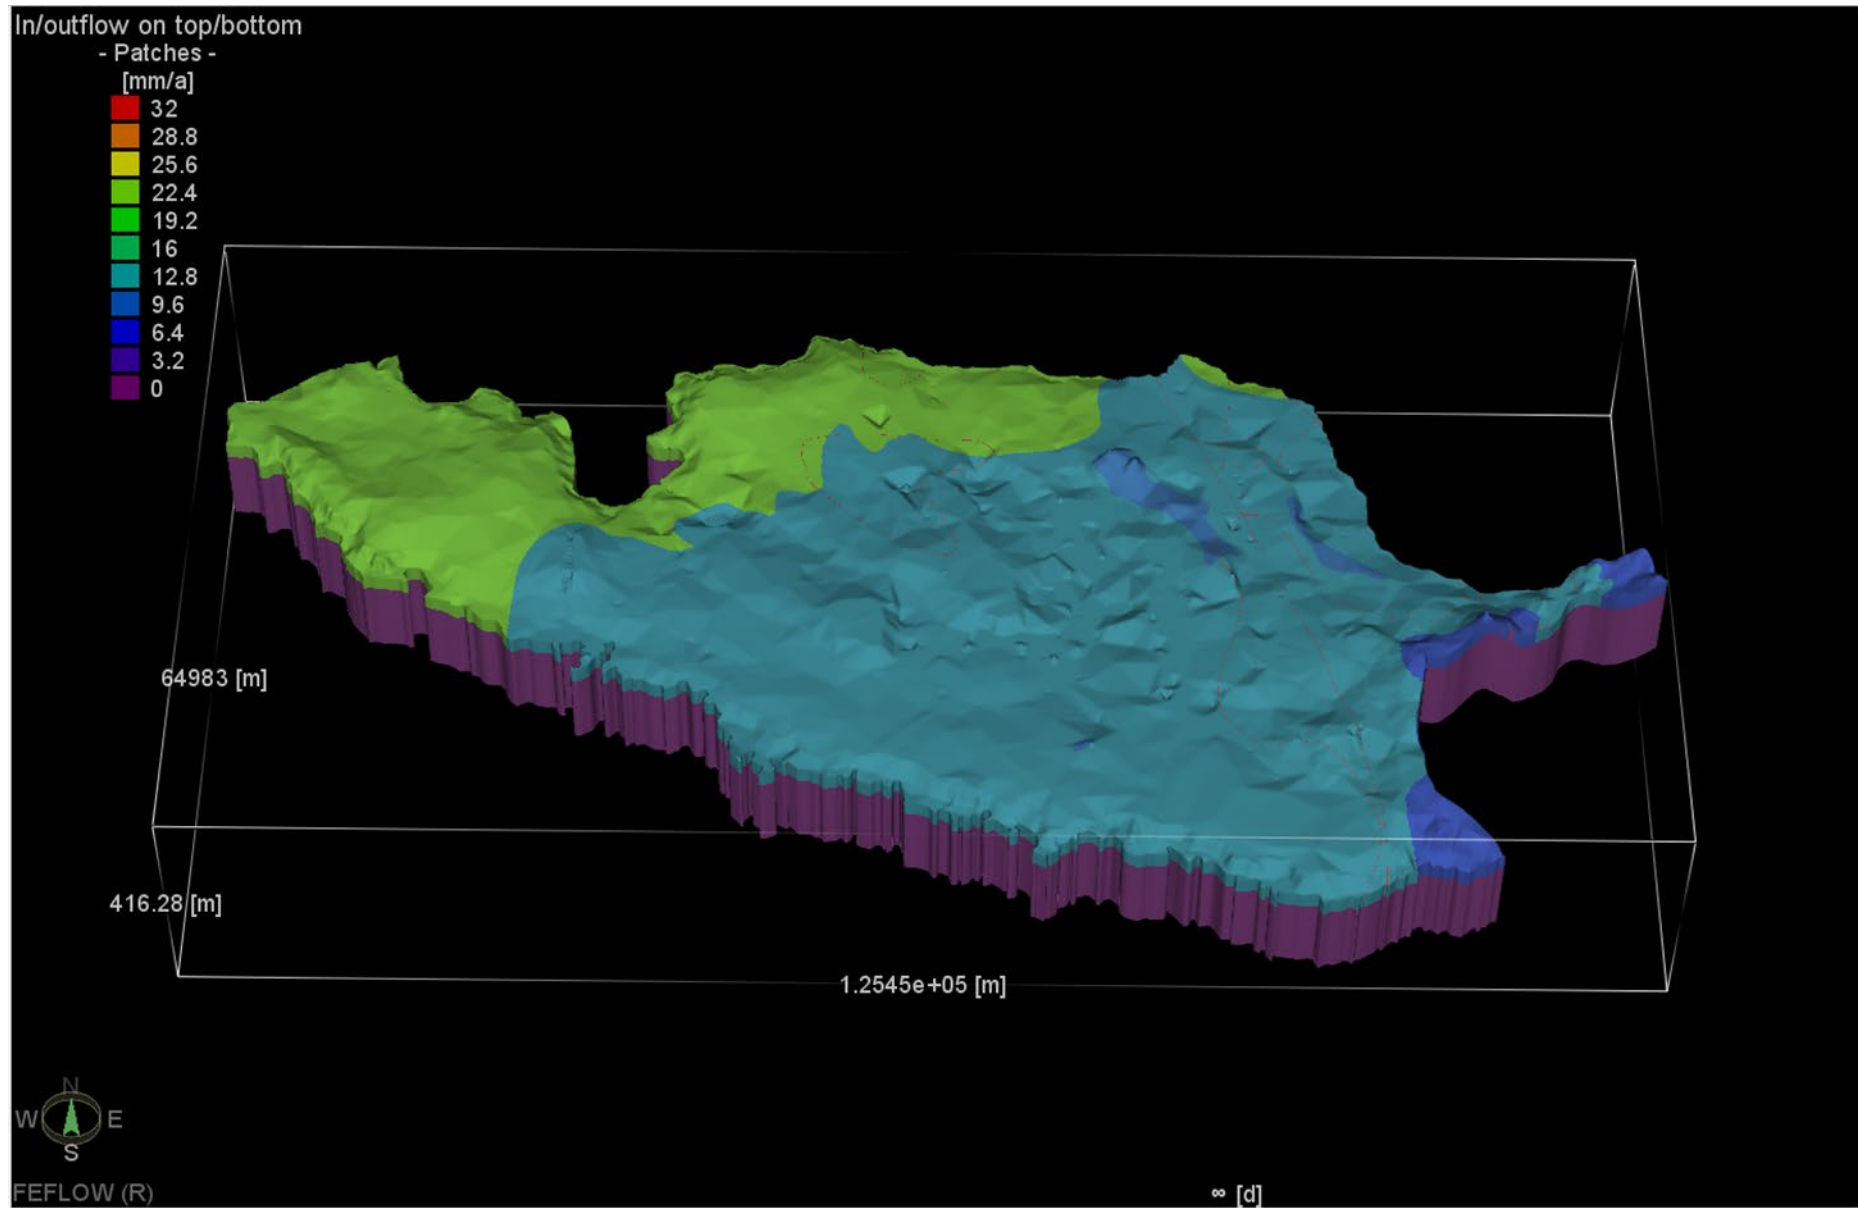 In/outflow on top/bottom
- Patches -
[mm/a]
32
28.8
25.6
22.4
19.2
16
12.8
9.6
6.4
3.2
0
64983 [m]
416.28 [m]
1.2545e+05 [m]
N
W E
S
FEFLOW (R)
∞ [d]